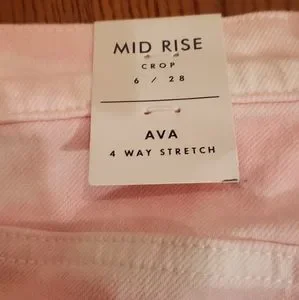 MID RISE
CROP
6 / 28
AVA
4 WAY STRETCH